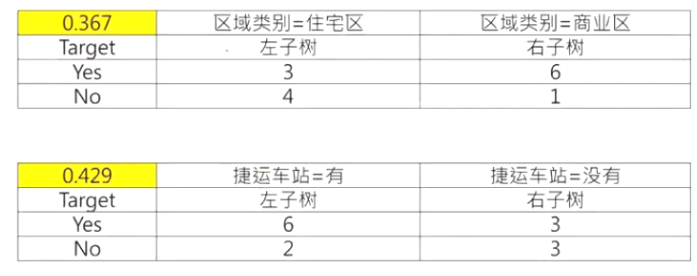 0.367 区域类别=住宅区 区域类别=商业区
Target 左子树 右子树
Yes 3 6
No 4 1
0.429 捷运车站=有 捷运车站=没有
Target 左子树 右子树
Yes 6 3
No 2 3